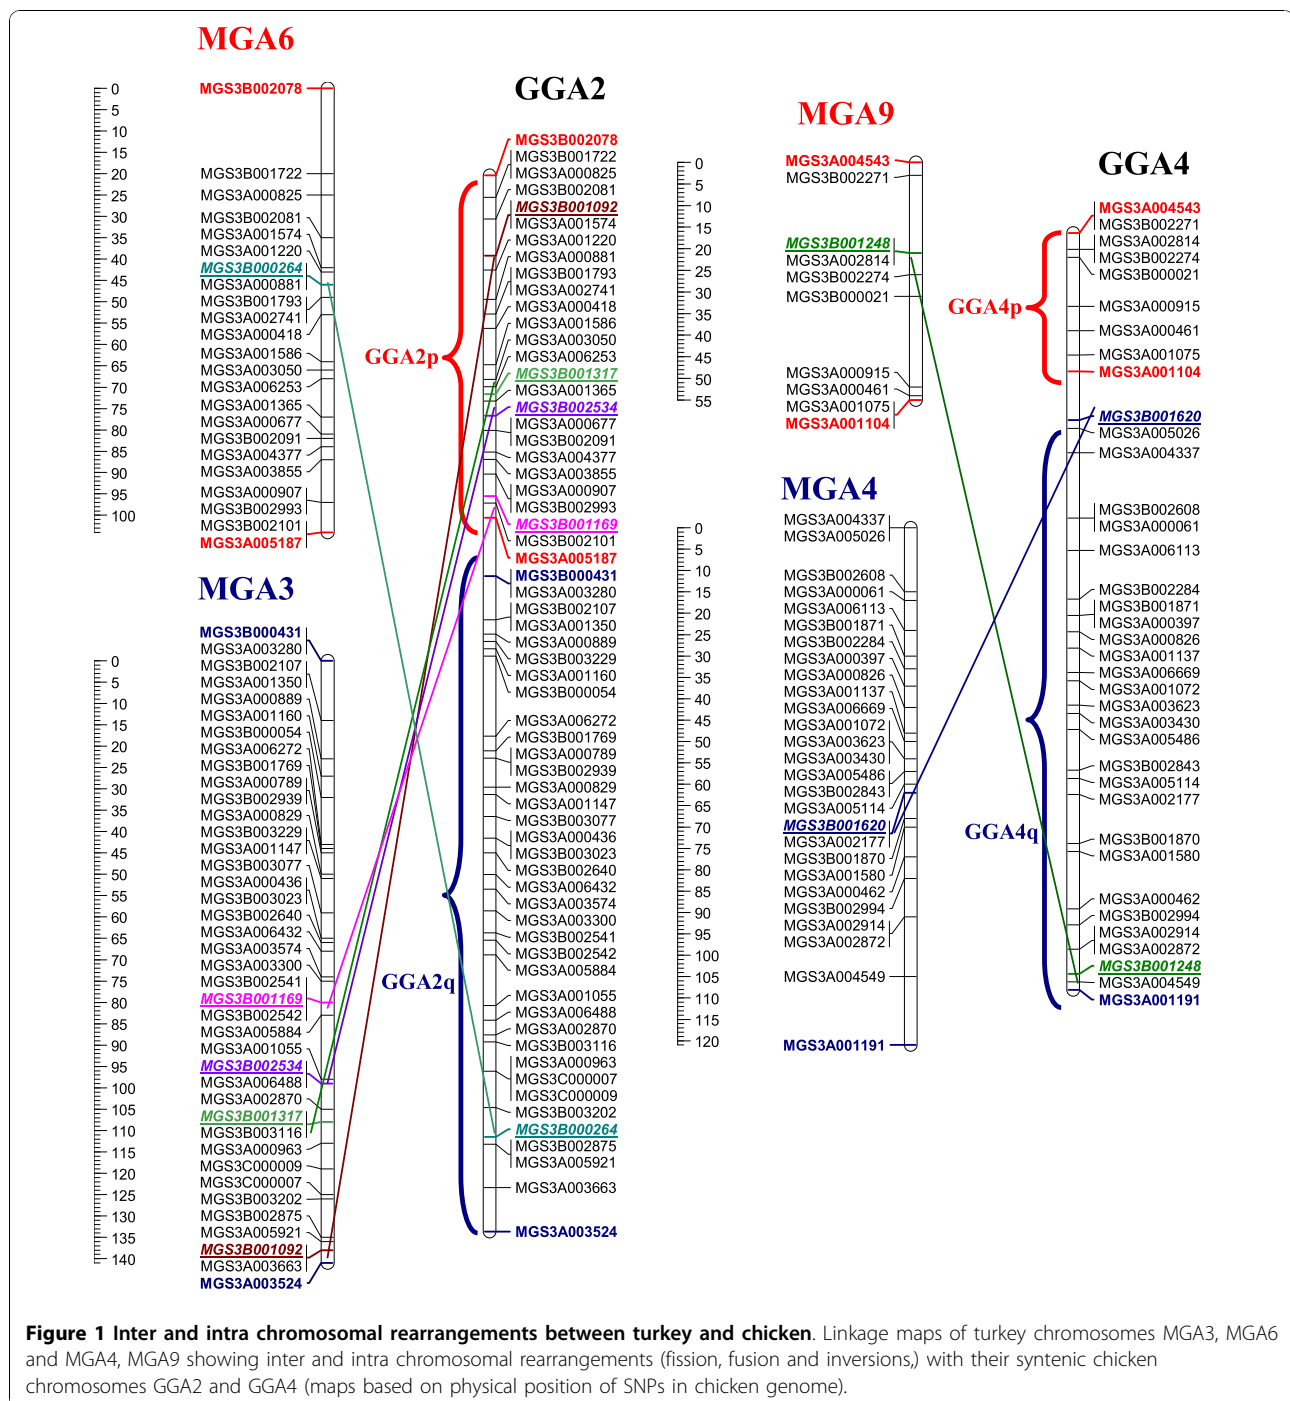 MGA6
0
5
10
15
20
25
30
35
40
45
50
55
60
65
70
75
80
85
90
95
100
MGS3B002078
MGS3B001722
MGS3A000825
MGS3B002081
MGS3A001574
MGS3A001220
MGS3B000264
MGS3A000881
MGS3B001793
MGS3A002741
MGS3A000418
MGS3A001586
MGS3A003050
MGS3A006253
MGS3A001365
MGS3A000677
MGS3B002091
MGS3A004377
MGS3A003855
MGS3A000907
MGS3B002993
MGS3B002101
MGS3A005187
MGA3
0
5
10
15
20
25
30
35
40
45
50
55
60
65
70
75
80
85
90
95
100
105
110
115
120
125
130
135
140
MGS3B000431
MGS3A003280
MGS3B002107
MGS3A001350
MGS3A000889
MGS3A001160
MGS3B000054
MGS3A006272
MGS3B001769
MGS3A000789
MGS3B002939
MGS3A000829
MGS3B003229
MGS3A001147
MGS3B003077
MGS3A000436
MGS3B003023
MGS3B002640
MGS3A006432
MGS3A003574
MGS3A003300
MGS3B002541
MGS3B001169
MGS3B002542
MGS3A005884
MGS3A001055
MGS3B002534
MGS3A006488
MGS3A002870
MGS3B001317
MGS3B003116
MGS3A000963
MGS3C000009
MGS3C000007
MGS3B003202
MGS3B002875
MGS3A005921
MGS3B001092
MGS3A003663
MGS3A003524
GGA2
GGA2p
GGA2q
MGS3B002078
MGS3B001722
MGS3A000825
MGS3B002081
MGS3B001092
MGS3A001574
MGS3A001220
MGS3A000881
MGS3B001793
MGS3A002741
MGS3A000418
MGS3A001586
MGS3A003050
MGS3A006253
MGS3B001317
MGS3A001365
MGS3B002534
MGS3A000677
MGS3B002091
MGS3A004377
MGS3A003855
MGS3A000907
MGS3B002993
MGS3B001169
MGS3B002101
MGS3A005187
MGS3B000431
MGS3A003280
MGS3B002107
MGS3A001350
MGS3A000889
MGS3B003229
MGS3A001160
MGS3B000054
MGS3A006272
MGS3B001769
MGS3A000789
MGS3B002939
MGS3A000829
MGS3A001147
MGS3B003077
MGS3A000436
MGS3B003023
MGS3B002640
MGS3A006432
MGS3A003574
MGS3A003300
MGS3B002541
MGS3B002542
MGS3A005884
MGS3A001055
MGS3A006488
MGS3A002870
MGS3B003116
MGS3A000963
MGS3C000007
MGS3C000009
MGS3B003202
MGS3B000264
MGS3B002875
MGS3A005921
MGS3A003663
MGS3A003524
MGA9
0
5
10
15
20
25
30
35
40
45
50
55
MGS3A004543
MGS3B002271
MGS3B001248
MGS3A002814
MGS3B002274
MGS3B000021
MGS3A000915
MGS3A000461
MGS3A001075
MGS3A001104
MGA4
0
5
10
15
20
25
30
35
40
45
50
55
60
65
70
75
80
85
90
95
100
105
110
115
120
MGS3A004337
MGS3A005026
MGS3B002608
MGS3A000061
MGS3A006113
MGS3B001871
MGS3B002284
MGS3A000397
MGS3A000826
MGS3A001137
MGS3A006669
MGS3A001072
MGS3A003623
MGS3A003430
MGS3A005486
MGS3B002843
MGS3A005114
MGS3B001620
MGS3A002177
MGS3B001870
MGS3A001580
MGS3A000462
MGS3B002994
MGS3A002914
MGS3A002872
MGS3A004549
MGS3A001191
GGA4
GGA4p
GGA4q
MGS3A004543
MGS3B002271
MGS3A002814
MGS3B002274
MGS3B000021
MGS3A000915
MGS3A000461
MGS3A001075
MGS3A001104
MGS3B001620
MGS3A005026
MGS3A004337
MGS3B002608
MGS3A000061
MGS3A006113
MGS3B002284
MGS3B001871
MGS3A000397
MGS3A000826
MGS3A001137
MGS3A006669
MGS3A001072
MGS3A003623
MGS3A003430
MGS3A005486
MGS3B002843
MGS3A005114
MGS3A002177
MGS3B001870
MGS3A001580
MGS3A000462
MGS3B002994
MGS3A002914
MGS3A002872
MGS3B001248
MGS3A004549
MGS3A001191
Figure 1 Inter and intra chromosomal rearrangements between turkey and chicken. Linkage maps of turkey chromosomes MGA3, MGA6
and MGA4, MGA9 showing inter and intra chromosomal rearrangements (fission, fusion and inversions,) with their syntenic chicken
chromosomes GGA2 and GGA4 (maps based on physical position of SNPs in chicken genome).